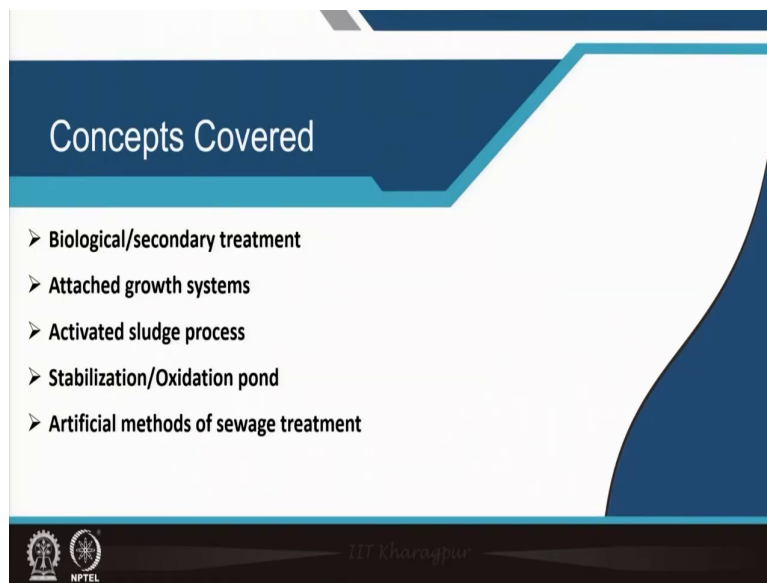 Concepts Covered
➢ Biological/secondary treatment
➢ Attached growth systems
➢ Activated sludge process
➢ Stabilization/Oxidation pond
➢ Artificial methods of sewage treatment
IIT Kharagpur
NPTEL